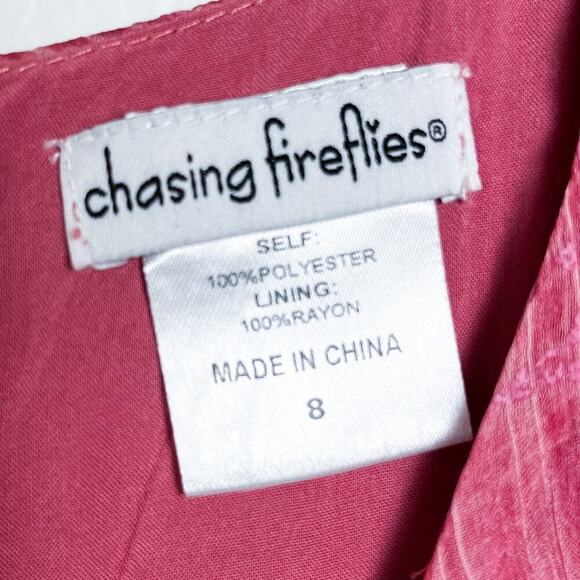 chasing fireflies®
SELF:
100%POLYESTER
LINING:
100%RAYON
MADE IN CHINA
8